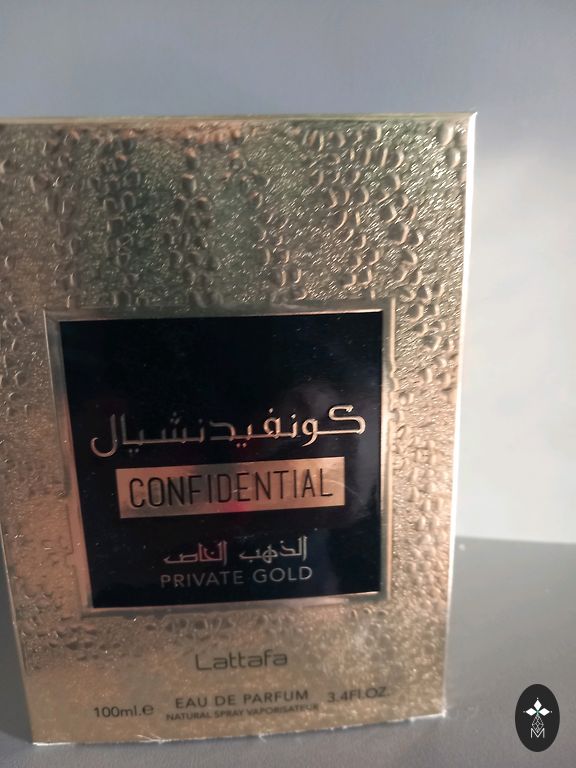 كونفيدنشيال
CONFIDENTIAL
الذهب الخاص
PRIVATE GOLD
Lattafa
100ml.e EAU DE PARFUM 3.4FL.OZ.
NATURAL SPRAY VAPORISATEUR
M